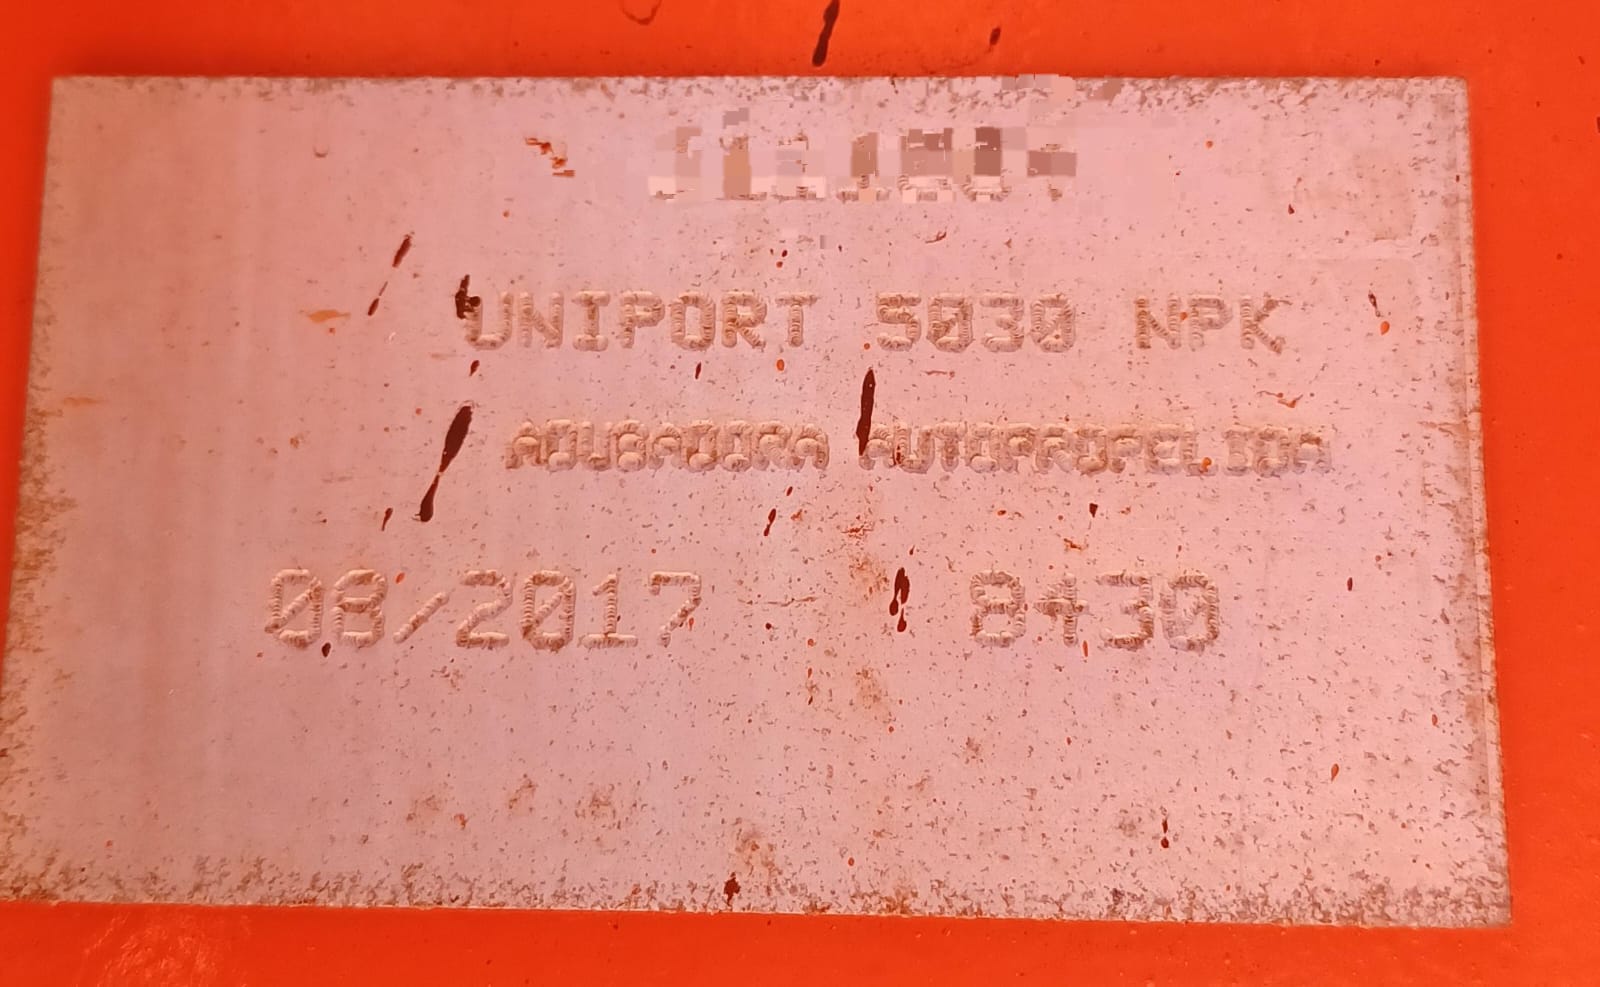 UNIPORT 5030 NPK
ADUBADORA AUTOPROPELIDA
08/2017 8430